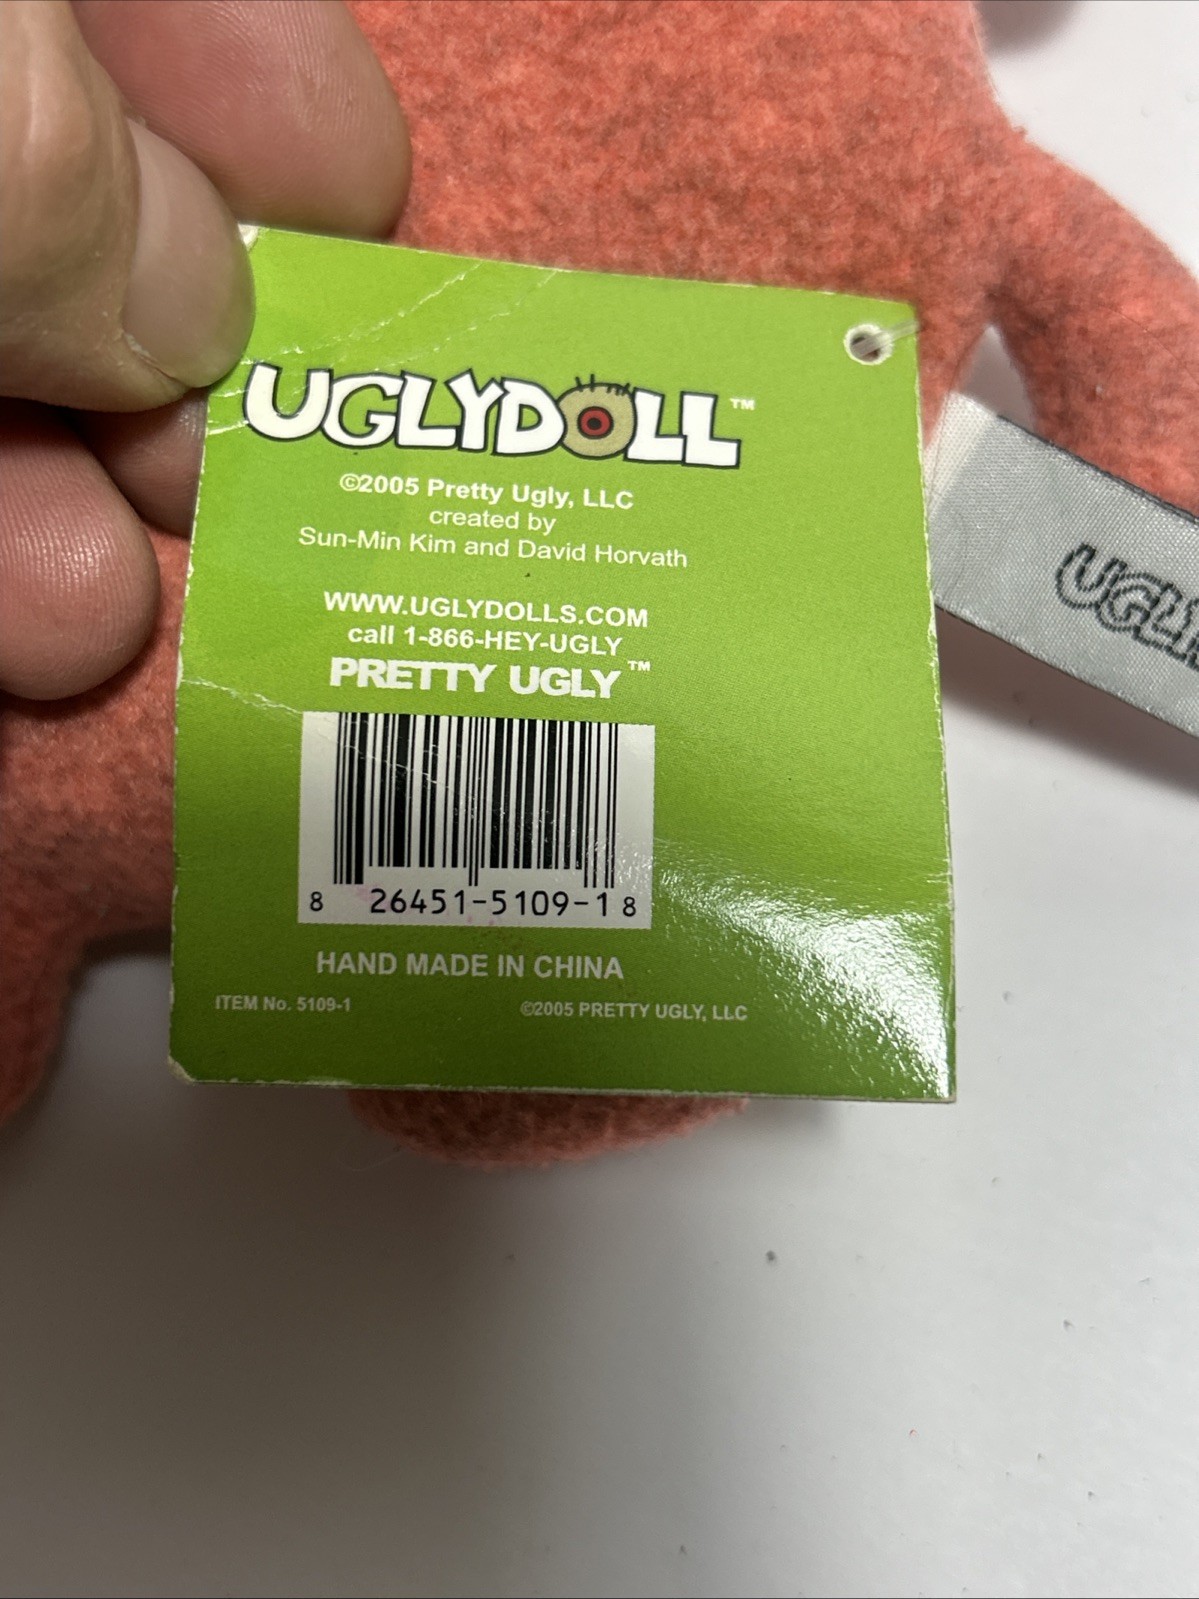 UGLYDOLL™
©2005 Pretty Ugly, LLC
created by
Sun-Min Kim and David Horvath
WWW.UGLYDOLLS.COM
call 1-866-HEY-UGLY
PRETTY UGLY™
8 26451-5109-1 8
HAND MADE IN CHINA
ITEM No. 5109-1 ©2005 PRETTY UGLY, LLC
UGLY